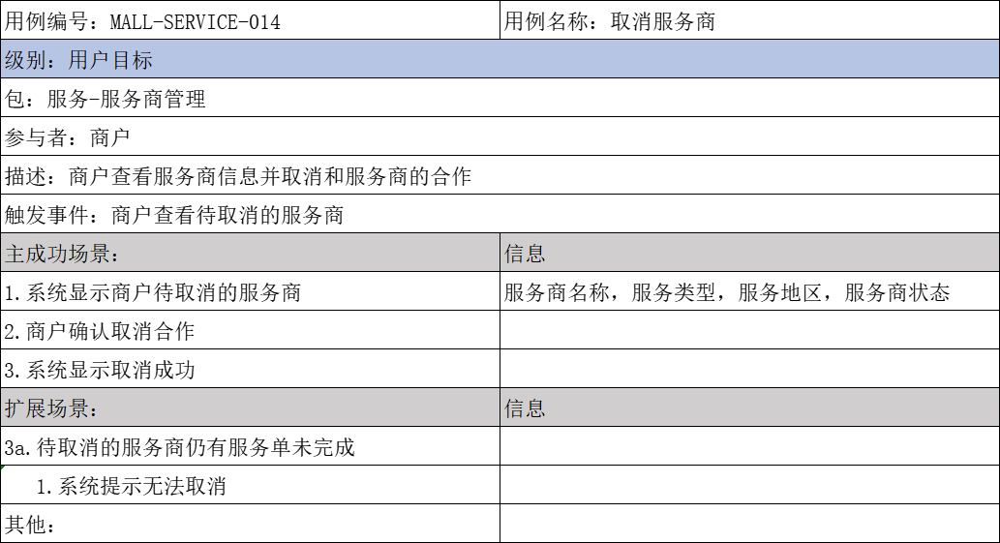 用例编号：MALL-SERVICE-014
用例名称：取消服务商
级别：用户目标
包：服务-服务商管理
参与者：商户
描述：商户查看服务商信息并取消和服务商的合作
触发事件：商户查看待取消的服务商
主成功场景：
信息
1.系统显示商户待取消的服务商
服务商名称，服务类型，服务地区，服务商状态
2.商户确认取消合作
3.系统显示取消成功
扩展场景：
信息
3a.待取消的服务商仍有服务单未完成
1.系统提示无法取消
其他：